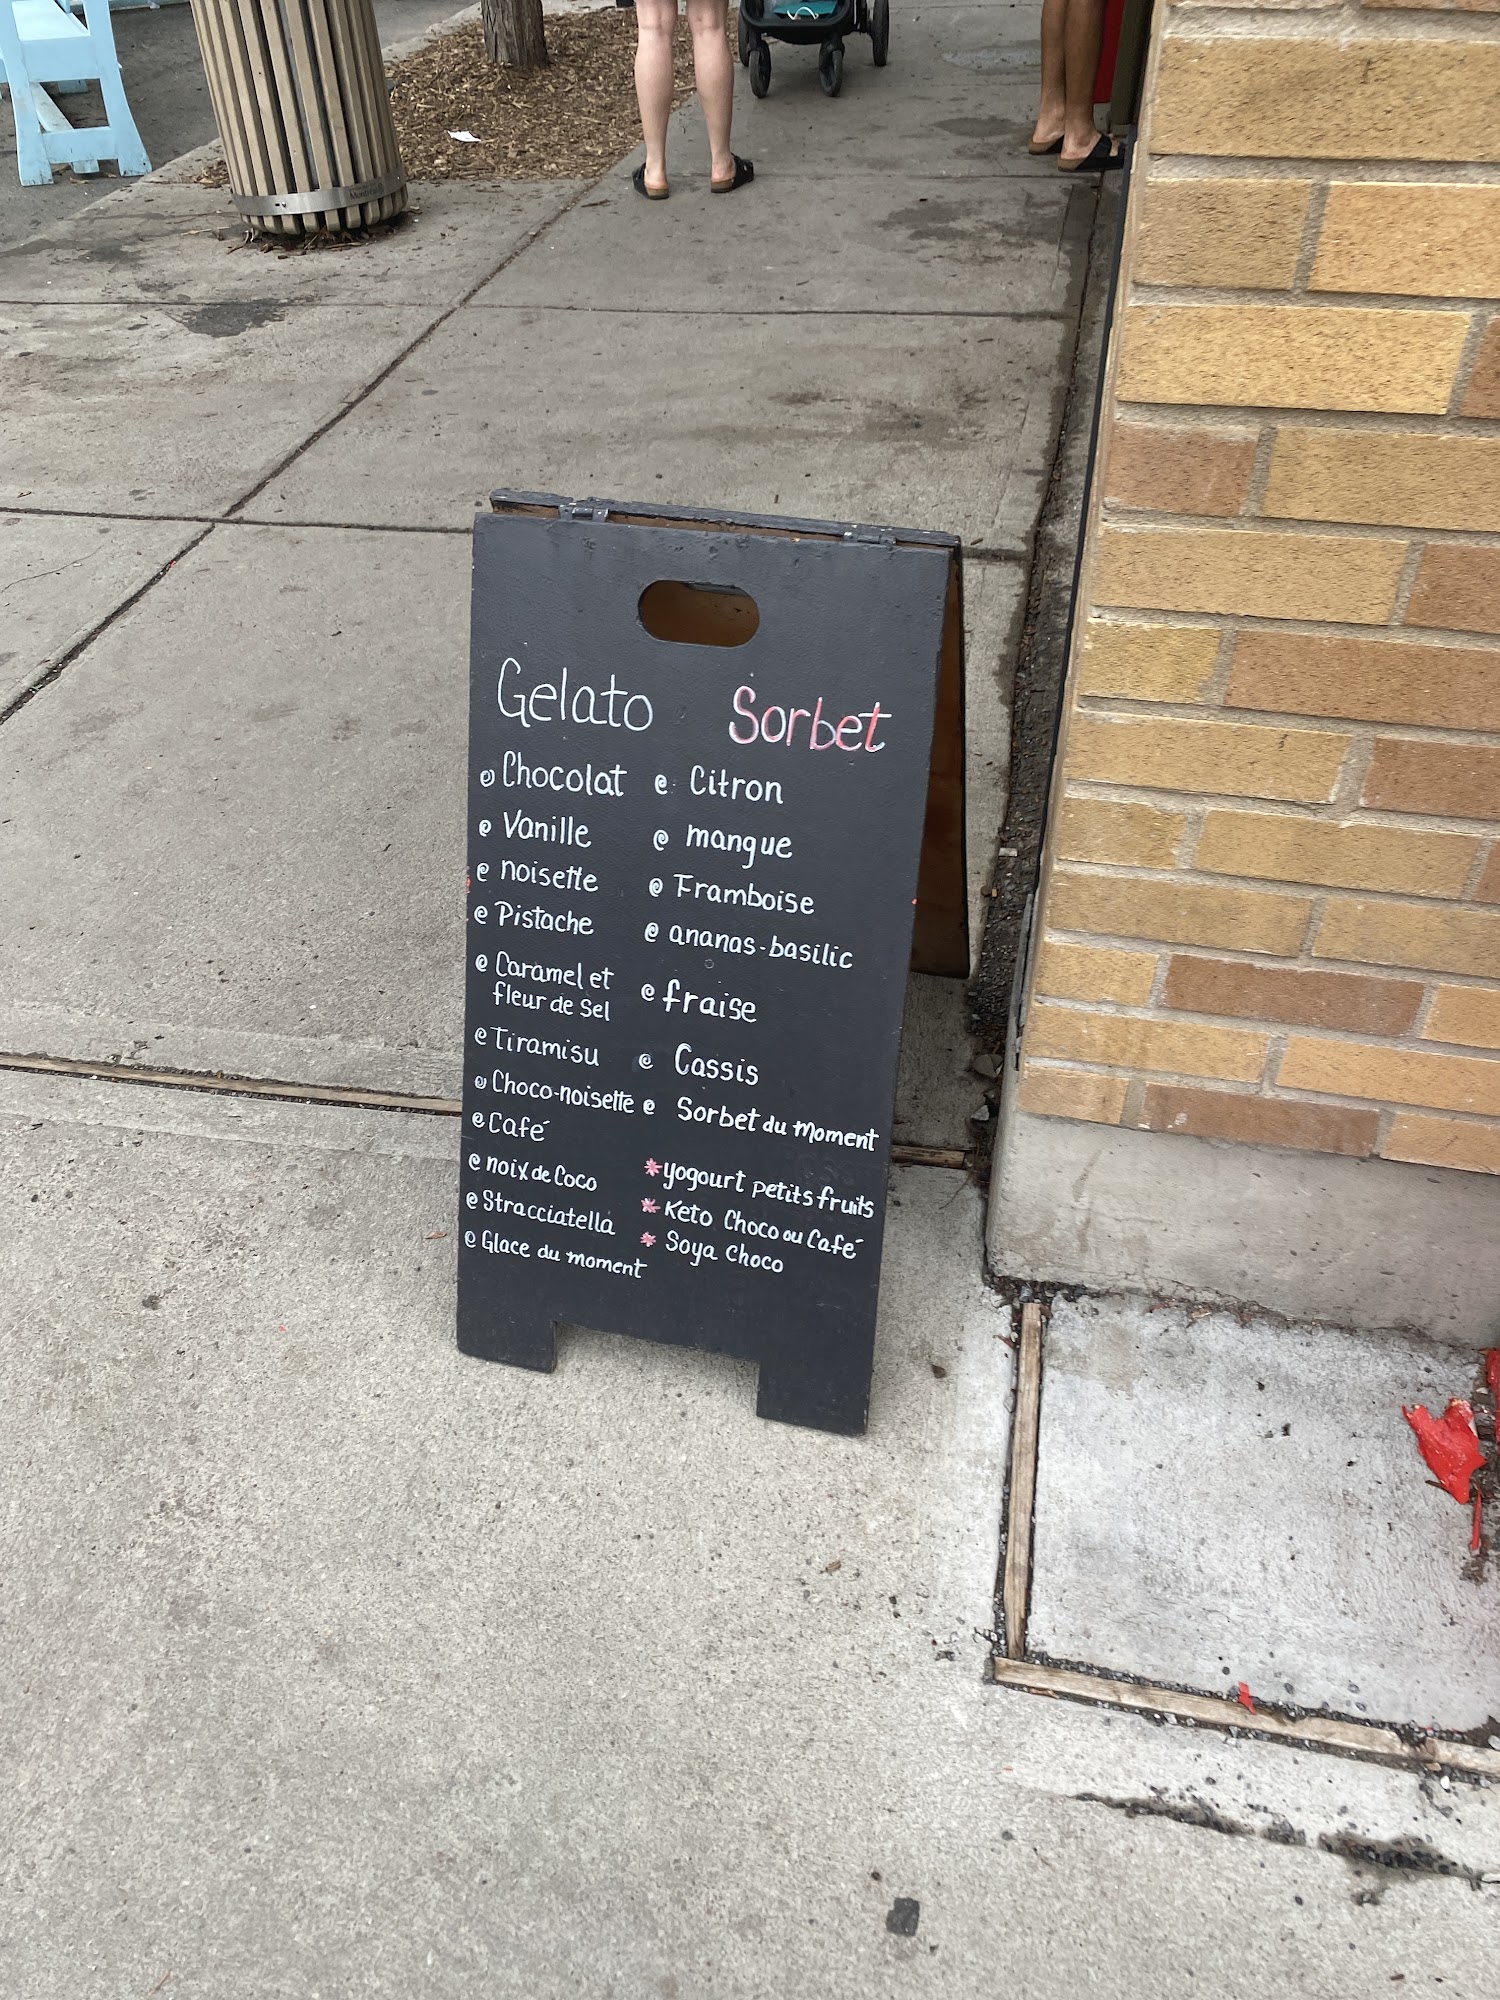 Gelato
Chocolat
Vanille
noisette
Pistache
Caramel et
fleur de Sel
Tiramisu
Choco-noisette
Café
noix de Coco
Stracciatella
Glace du moment
Sorbet
Citron
mangue
Framboise
ananas-basilic
fraise
Cassis
Sorbet du moment
*yogourt petits fruits
* Keto Choco ou Café
* Soya Choco